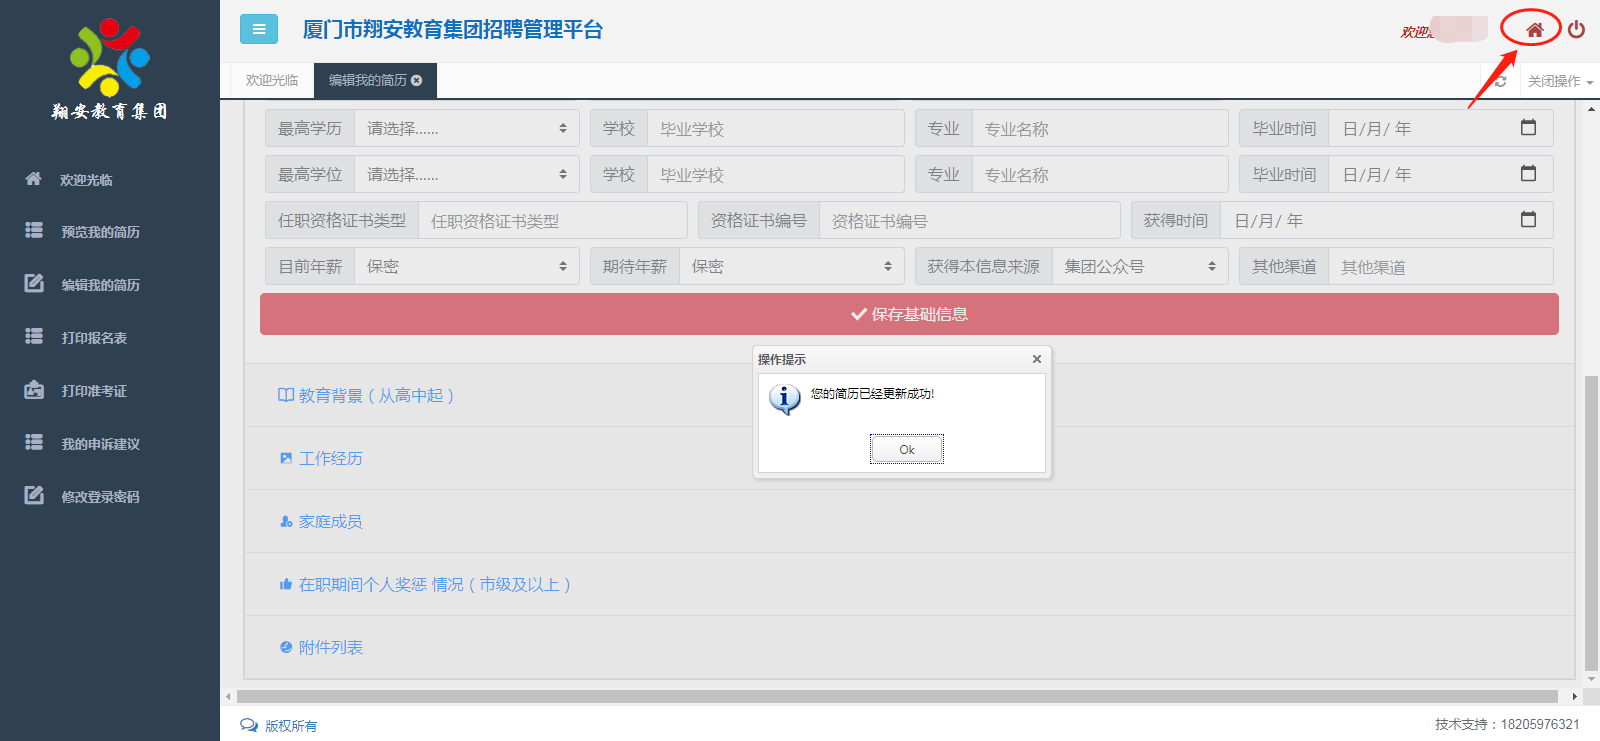 厦门市翔安教育集团招聘管理平台
欢迎
翔安教育集团
欢迎光临
编辑我的简历
关闭操作
欢迎光临
预览我的简历
编辑我的简历
打印报名表
打印准考证
我的申诉建议
修改登录密码
最高学历 请选择...... 学校 毕业学校 专业 专业名称 毕业时间 日/月/ 年
最高学位 请选择...... 学校 毕业学校 专业 专业名称 毕业时间 日/月/ 年
任职资格证书类型 任职资格证书类型 资格证书编号 资格证书编号 获得时间 日/月/ 年
目前年薪 保密 期待年薪 保密 获得本信息来源 集团公众号 其他渠道 其他渠道
保存基础信息
操作提示
您的简历已经更新成功!
Ok
教育背景（从高中起）
工作经历
家庭成员
在职期间个人奖惩 情况（市级及以上）
附件列表
版权所有
技术支持：18205976321